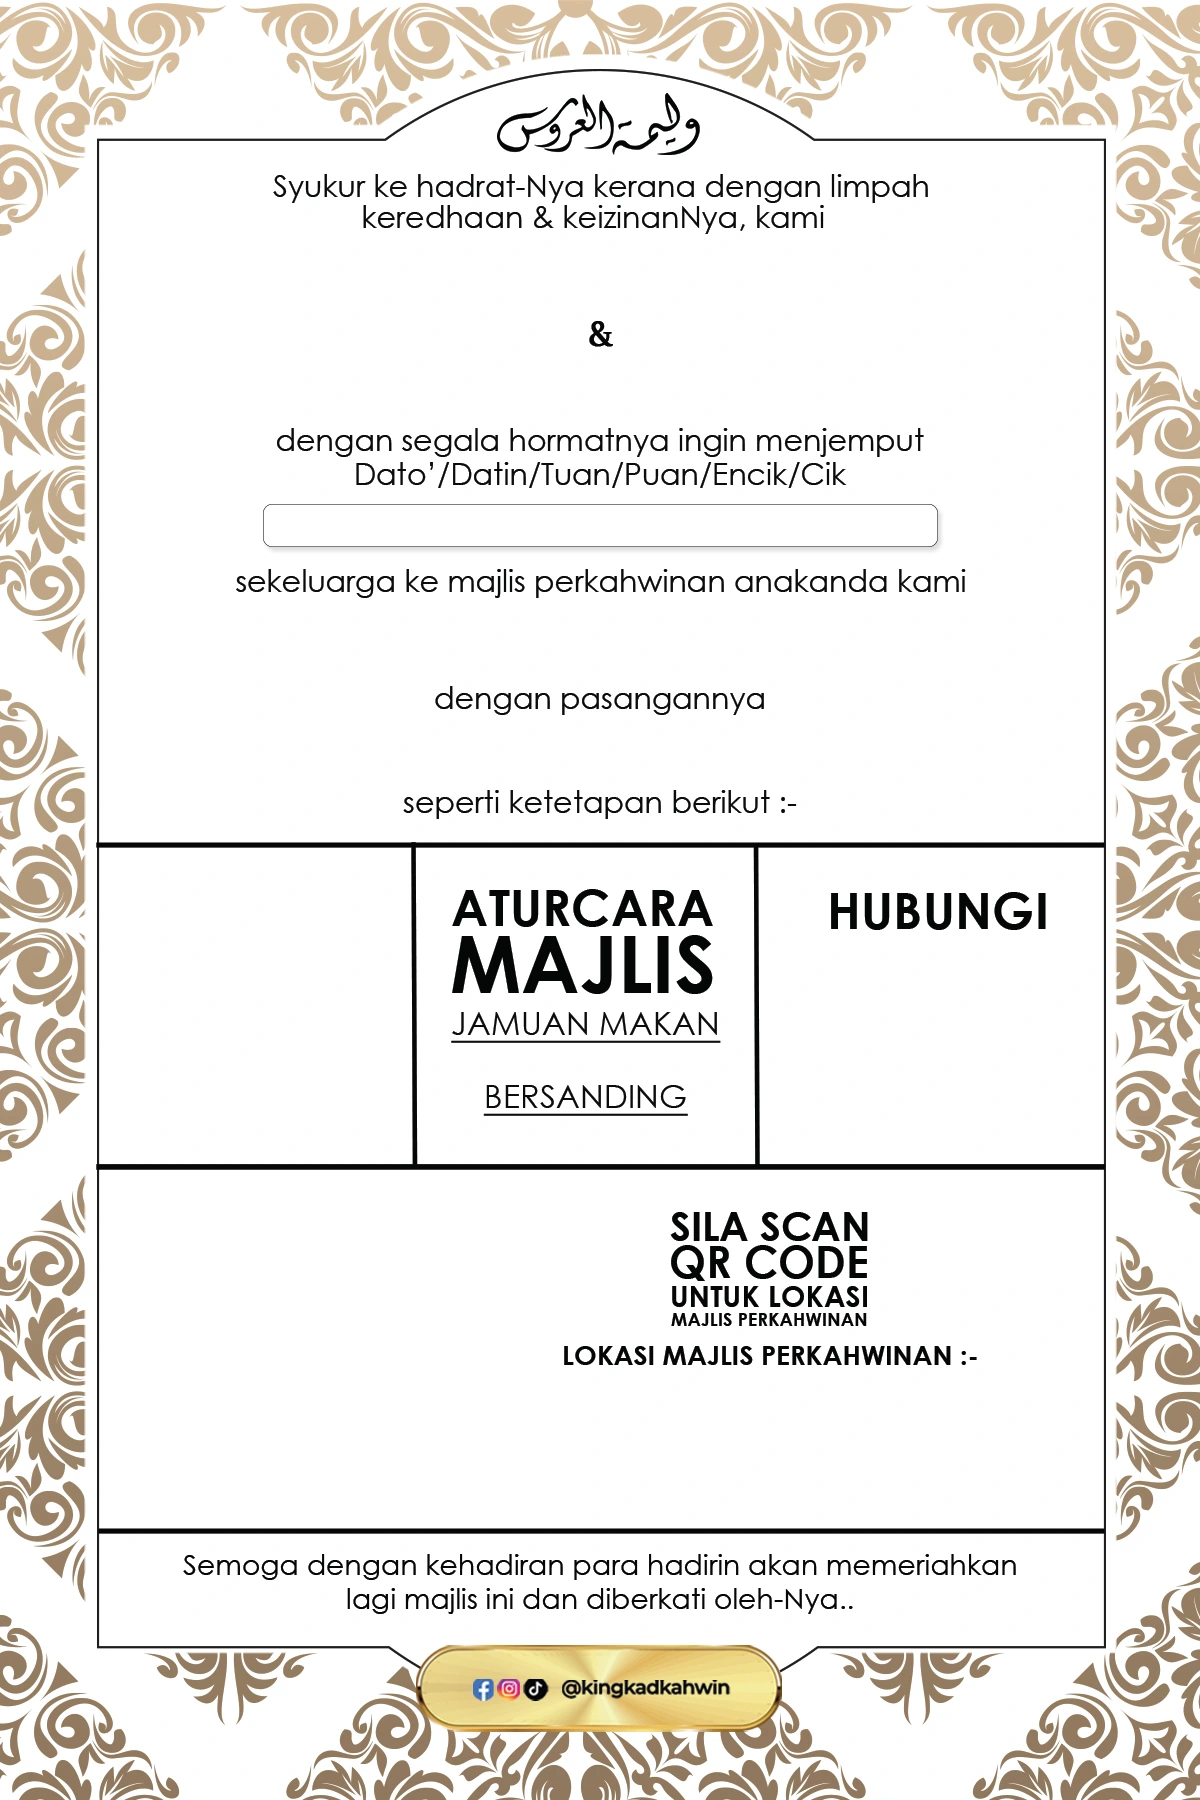 وليمة العروس
Syukur ke hadrat-Nya kerana dengan limpah
keredhaan & keizinanNya, kami
&
dengan segala hormatnya ingin menjemput
Dato’/Datin/Tuan/Puan/Encik/Cik
sekeluarga ke majlis perkahwinan anakanda kami
dengan pasangannya
seperti ketetapan berikut :-
ATURCARA
MAJLIS
JAMUAN MAKAN
BERSANDING
HUBUNGI
SILA SCAN
QR CODE
UNTUK LOKASI
MAJLIS PERKAHWINAN
LOKASI MAJLIS PERKAHWINAN :-
Semoga dengan kehadiran para hadirin akan memeriahkan
lagi majlis ini dan diberkati oleh-Nya..
@kingkadkahwin